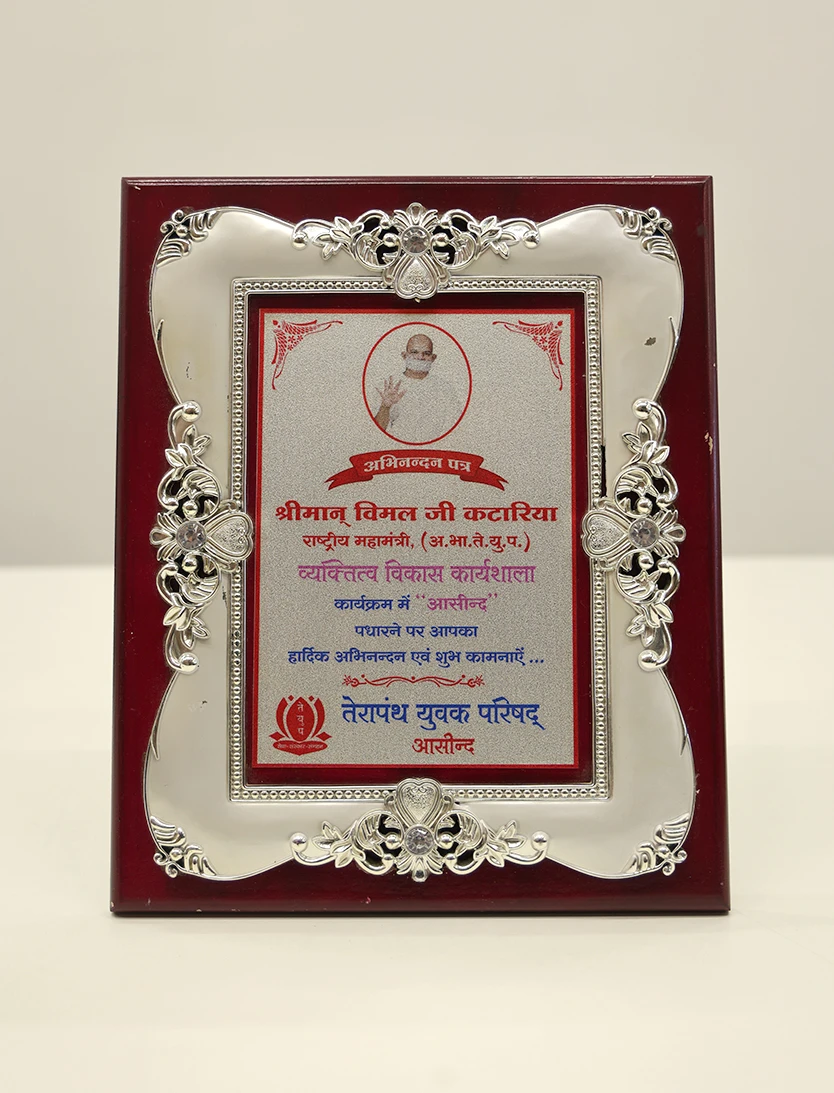 अभिनन्दन पत्र
श्रीमान् विमल जी कटारिया
राष्ट्रीय महामंत्री, (अ.भा.ते.यु.प.)
व्यक्तित्व विकास कार्यशाला
कार्यक्रम में "आसीन्द"
पधारने पर आपका
हार्दिक अभिनन्दन एवं शुभ कामनाएँ ...
ते
यु
प
सेवा-संस्कार-संगठन
तेरापंथ युवक परिषद्
आसीन्द